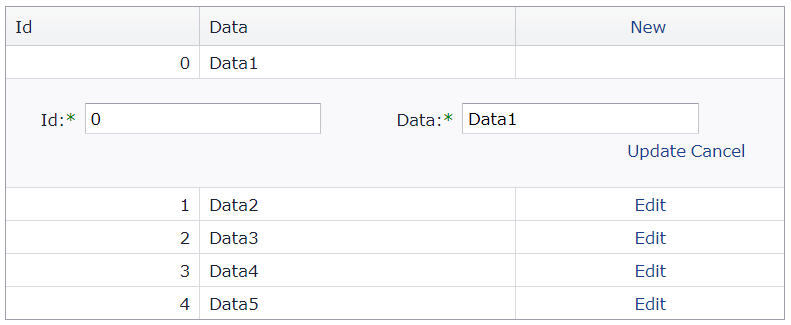 Id Data New
0 Data1
Id:* 0 Data:* Data1
Update Cancel
1 Data2 Edit
2 Data3 Edit
3 Data4 Edit
4 Data5 Edit